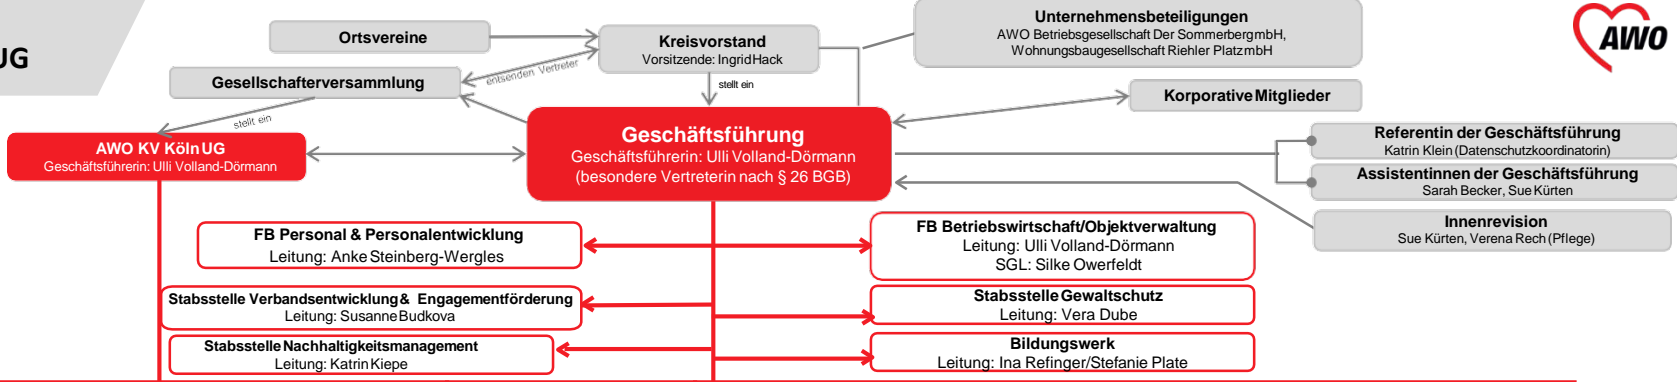 UG
Ortsvereine
Kreisvorstand
Vorsitzende: Ingrid Hack
Unternehmensbeteiligungen
AWO Betriebsgesellschaft Der Sommerberg mbH,
Wohnungsbaugesellschaft Riehler Platz mbH
AWO
Gesellschafterversammlung
entsenden Vertreter
stellt ein
Korporative Mitglieder
stellt ein
AWO KV Köln UG
Geschäftsführerin: Ulli Volland-Dörmann
Geschäftsführung
Geschäftsführerin: Ulli Volland-Dörmann
(besondere Vertreterin nach § 26 BGB)
Referentin der Geschäftsführung
Katrin Klein (Datenschutzkoordinatorin)
Assistentinnen der Geschäftsführung
Sarah Becker, Sue Kürten
Innenrevision
Sue Kürten, Verena Rech (Pflege)
FB Personal & Personalentwicklung
Leitung: Anke Steinberg-Wergles
FB Betriebswirtschaft/Objektverwaltung
Leitung: Ulli Volland-Dörmann
SGL: Silke Owerfeldt
Stabsstelle Verbandsentwicklung & Engagementförderung
Leitung: Susanne Budkova
Stabsstelle Gewaltschutz
Leitung: Vera Dube
Stabsstelle Nachhaltigkeitsmanagement
Leitung: Katrin Kiepe
Bildungswerk
Leitung: Ina Refinger/Stefanie Plate